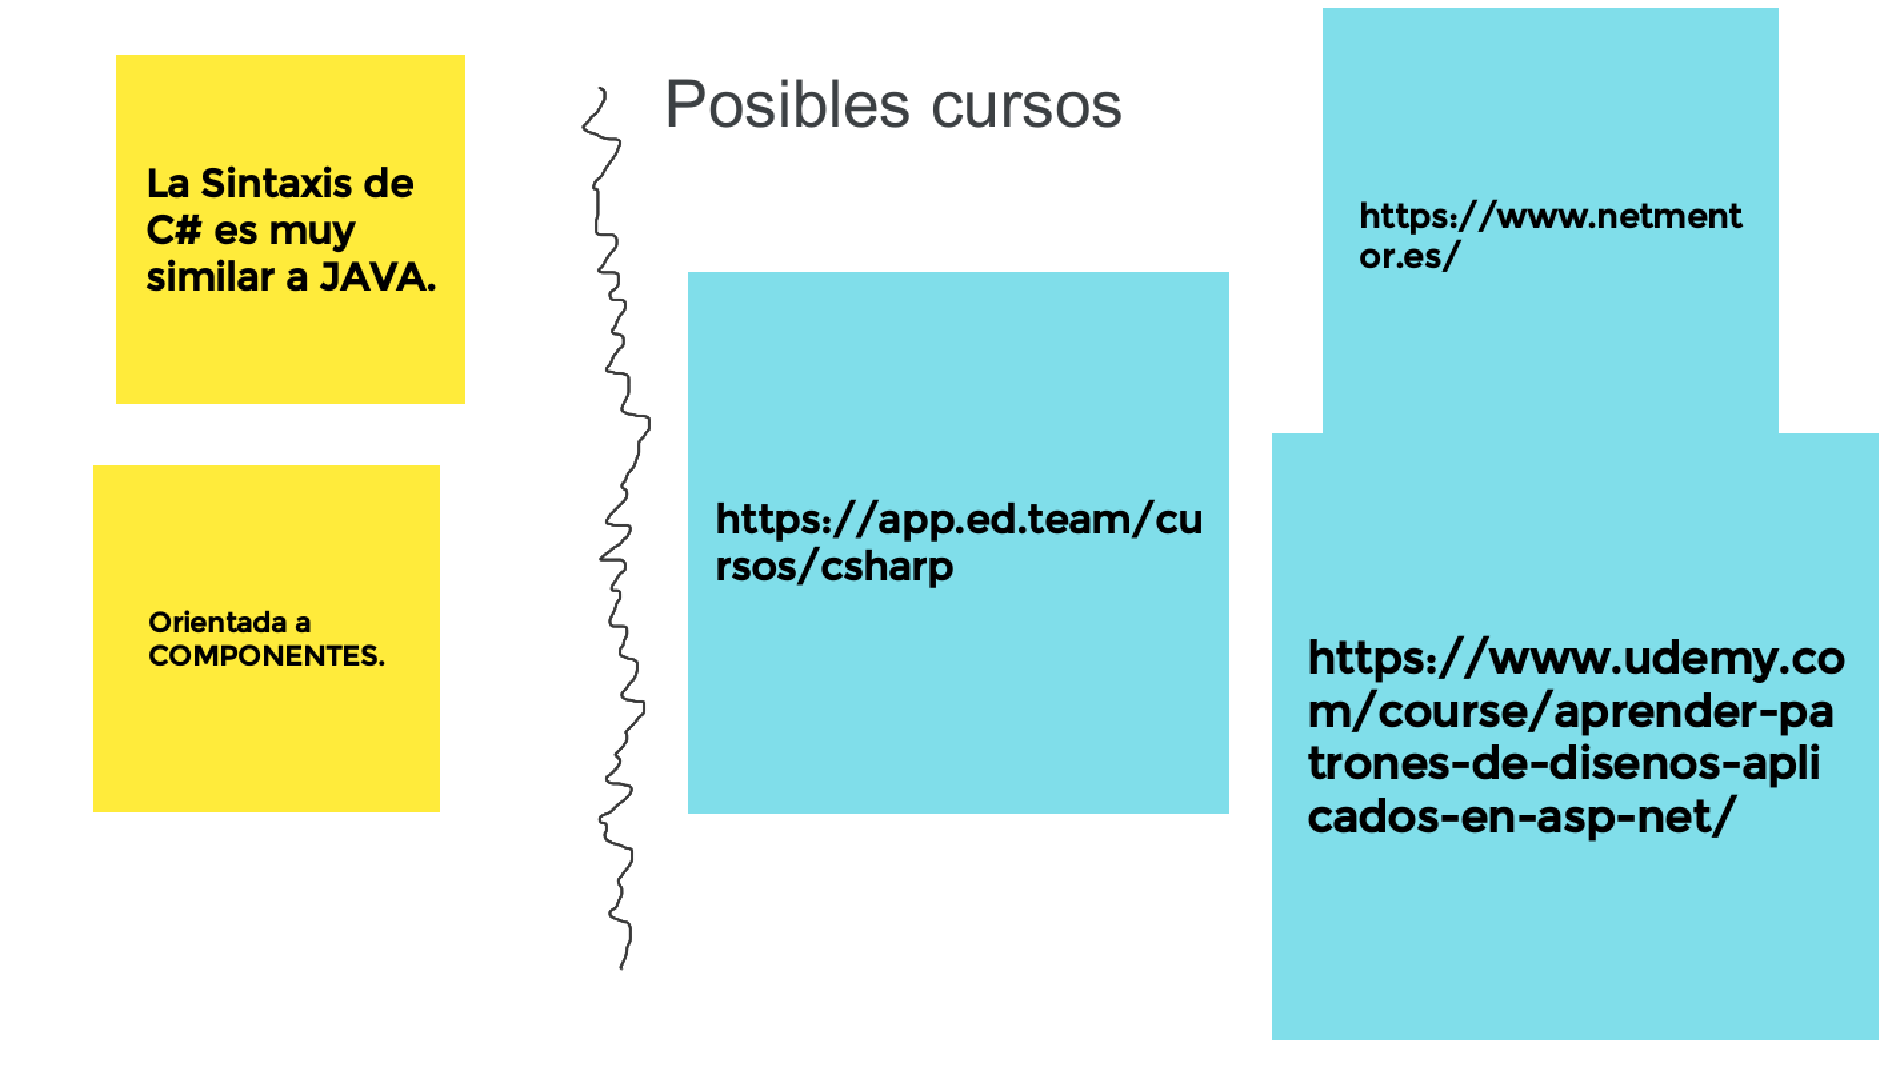 La Sintaxis de
C# es muy
similar a JAVA.
Orientada a
COMPONENTES.
Posibles cursos
https://app.ed.team/cu
rsos/csharp
https://www.netment
or.es/
https://www.udemy.co
m/course/aprender-pa
trones-de-disenos-apli
cados-en-asp-net/